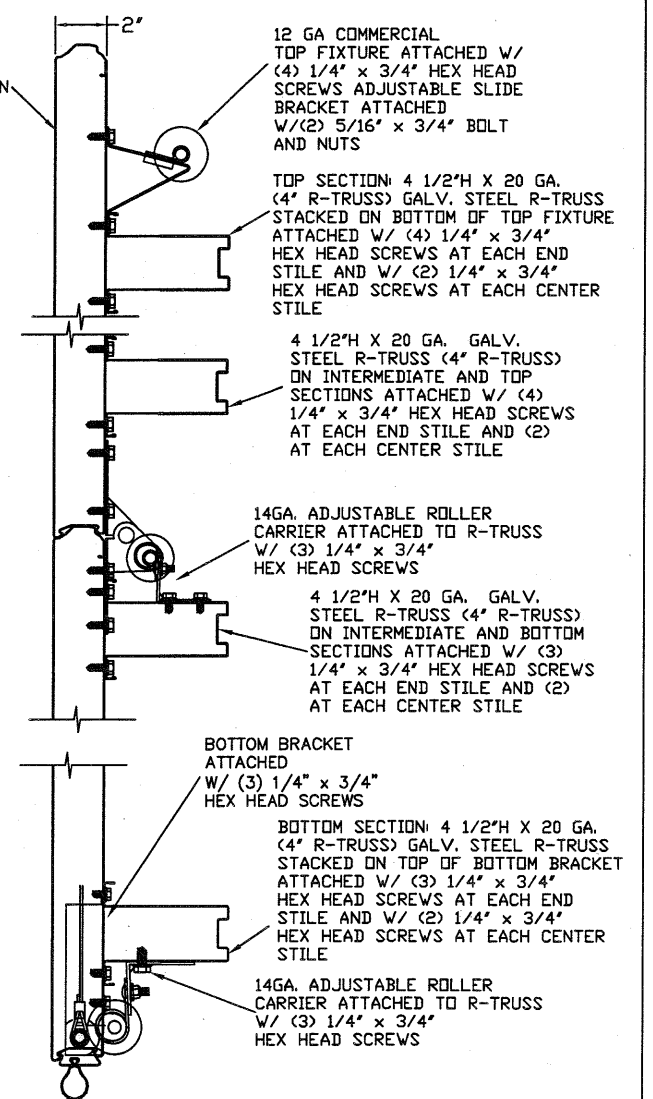 2"
N
12 GA COMMERCIAL
TOP FIXTURE ATTACHED W/
(4) 1/4" x 3/4" HEX HEAD
SCREWS ADJUSTABLE SLIDE
BRACKET ATTACHED
W/(2) 5/16" x 3/4" BOLT
AND NUTS
TOP SECTION: 4 1/2"H X 20 GA.
(4" R-TRUSS) GALV. STEEL R-TRUSS
STACKED ON BOTTOM OF TOP FIXTURE
ATTACHED W/ (4) 1/4" x 3/4"
HEX HEAD SCREWS AT EACH END
STILE AND W/ (2) 1/4" x 3/4"
HEX HEAD SCREWS AT EACH CENTER
STILE
4 1/2"H X 20 GA. GALV.
STEEL R-TRUSS (4" R-TRUSS)
ON INTERMEDIATE AND TOP
SECTIONS ATTACHED W/ (4)
1/4" x 3/4" HEX HEAD SCREWS
AT EACH END STILE AND (2)
AT EACH CENTER STILE
14GA. ADJUSTABLE ROLLER
CARRIER ATTACHED TO R-TRUSS
W/ (3) 1/4" x 3/4"
HEX HEAD SCREWS
4 1/2"H X 20 GA. GALV.
STEEL R-TRUSS (4" R-TRUSS)
ON INTERMEDIATE AND BOTTOM
SECTIONS ATTACHED W/ (3)
1/4" x 3/4" HEX HEAD SCREWS
AT EACH END STILE AND (2)
AT EACH CENTER STILE
BOTTOM BRACKET
ATTACHED
W/ (3) 1/4" x 3/4"
HEX HEAD SCREWS
BOTTOM SECTION: 4 1/2"H X 20 GA.
(4" R-TRUSS) GALV. STEEL R-TRUSS
STACKED ON TOP OF BOTTOM BRACKET
ATTACHED W/ (3) 1/4" x 3/4"
HEX HEAD SCREWS AT EACH END
STILE AND W/ (2) 1/4" x 3/4"
HEX HEAD SCREWS AT EACH CENTER
STILE
14GA. ADJUSTABLE ROLLER
CARRIER ATTACHED TO R-TRUSS
W/ (3) 1/4" x 3/4"
HEX HEAD SCREWS